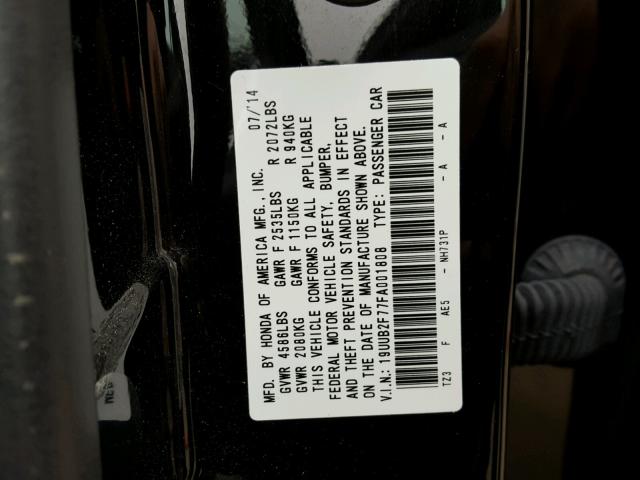 MFD. BY HONDA OF AMERICA MFG., INC. 07/'14
GVWR 4586LBS GAWR F 2535LBS R 2072LBS
GVWR 2080KG GAWR F 1150KG R 940KG
THIS VEHICLE CONFORMS TO ALL APPLICABLE
FEDERAL MOTOR VEHICLE SAFETY, BUMPER,
AND THEFT PREVENTION STANDARDS IN EFFECT
ON THE DATE OF MANUFACTURE SHOWN ABOVE.
V.I.N.: 19UUB2F77FA001808 TYPE: PASSENGER CAR
TZ3 F AE5 - NH731P - A - A